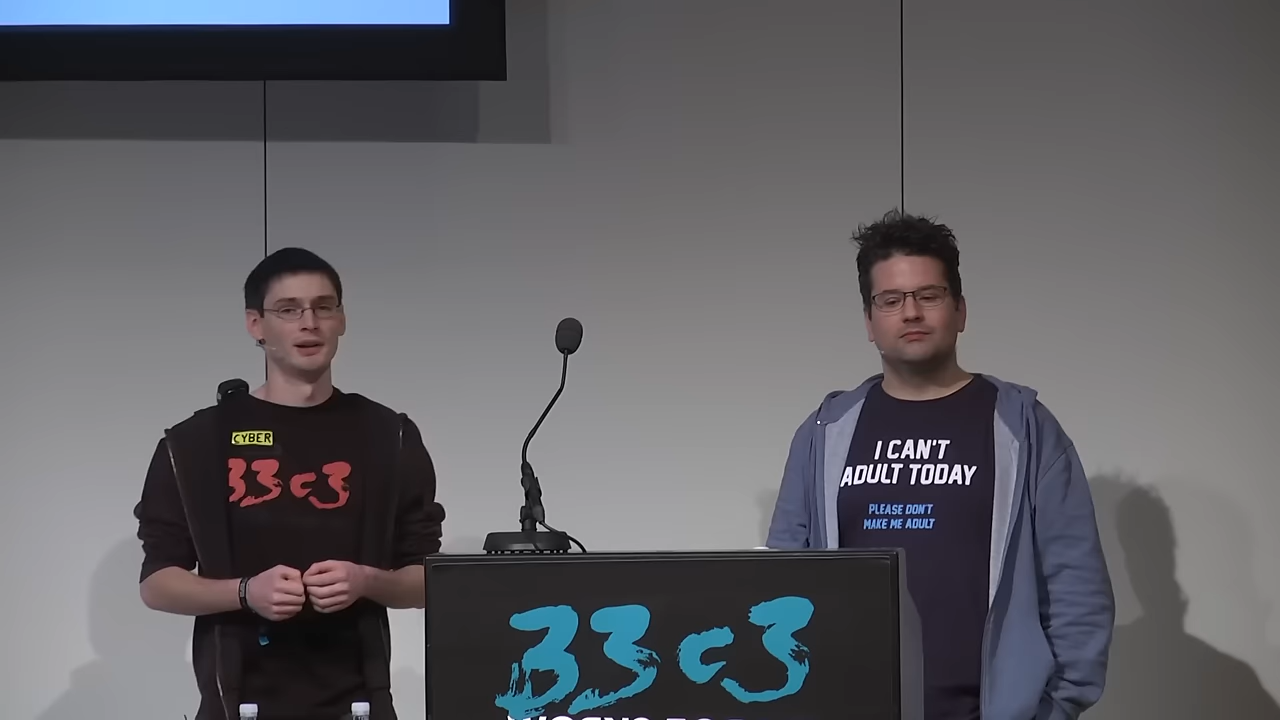 CYBER
33c3
I CAN'T
ADULT TODAY
PLEASE DON'T
MAKE ME ADULT
33c3